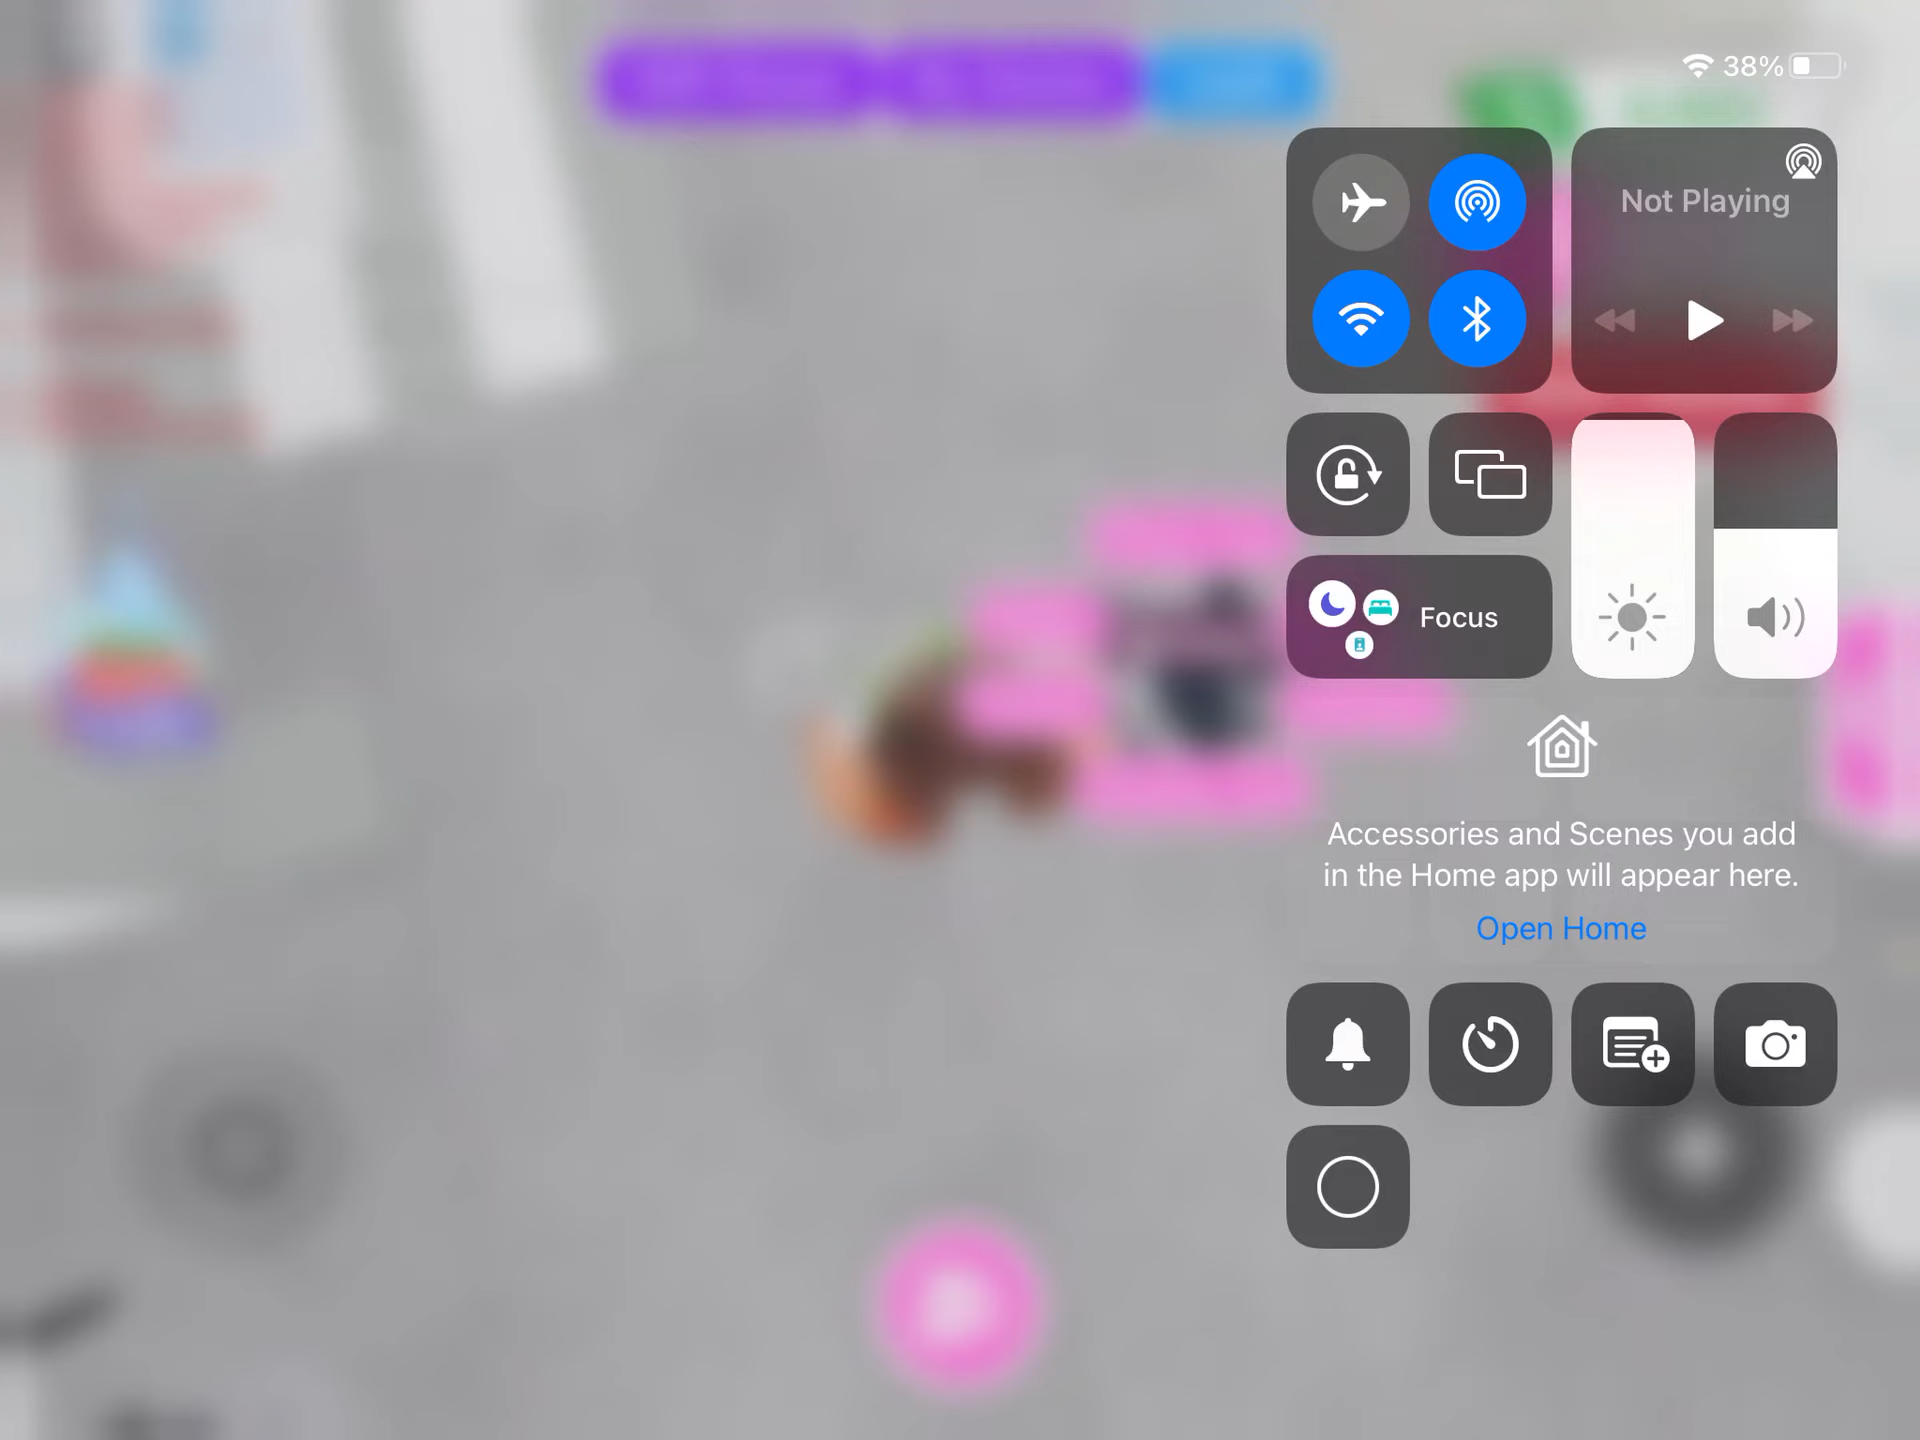 38%
Not Playing
Focus
Accessories and Scenes you add
in the Home app will appear here.
Open Home